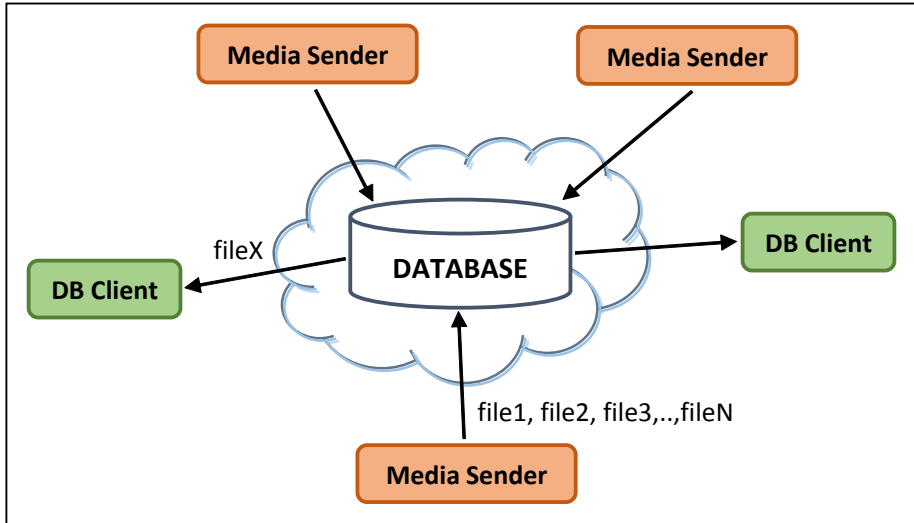 Media Sender
Media Sender
fileX
DB Client
DATABASE
DB Client
file1, file2, file3,..,fileN
Media Sender